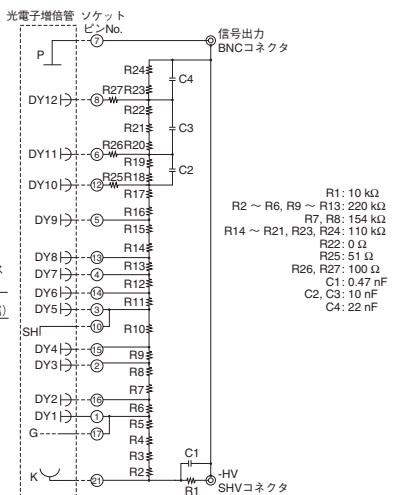 光電子増倍管 ソケット
ピンNo.
7
信号出力
BNCコネクタ
P
R24
C4
R27
R23
DY12
8
R22
R21
C3
R26
R20
DY11
6
R19
C2
R25
R18
DY10
12
R17
R16
DY9
5
R15
R14
DY8
13
R13
DY7
4
R12
DY6
14
R11
DY5
3
SH
10
R10
DY4
15
R9
DY3
2
R8
R7
DY2
16
R6
DY1
1
R5
G
17
R4
R3
C1
K
R2
21
R1
-HV
SHVコネクタ
R1: 10 kΩ
R2 ~ R6, R9 ~ R13: 220 kΩ
R7, R8: 154 kΩ
R14 ~ R21, R23, R24: 110 kΩ
R22: 0 Ω
R25: 51 Ω
R26, R27: 100 Ω
C1: 0.47 nF
C2, C3: 10 nF
C4: 22 nF